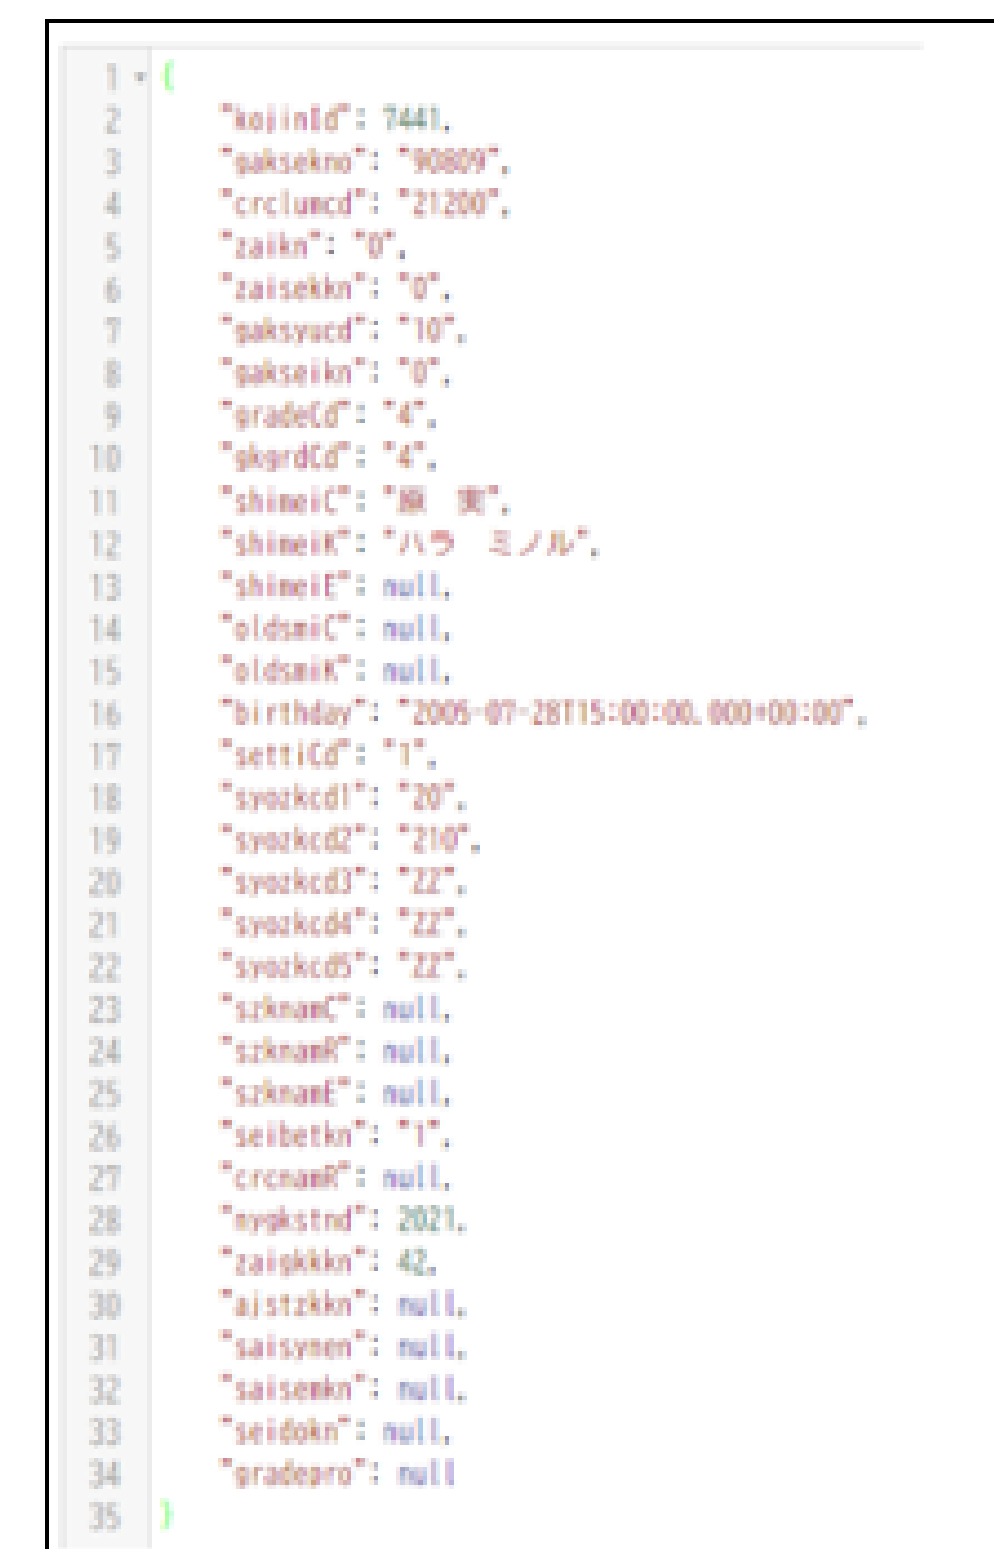 1 {
2 "kojinId": 7441,
3 "gaksekno": "90809",
4 "crclumcd": "21200",
5 "zaikn": "0",
6 "zaisekkn": "0",
7 "gaksyucd": "10",
8 "gakseikn": "0",
9 "gradeCd": "4",
10 "gkgrdCd": "4",
11 "shimeiC": "原　実",
12 "shimeiK": "ハラ　ミノル",
13 "shimeiE": null,
14 "oldsmiC": null,
15 "oldsmiK": null,
16 "birthday": "2005-07-28T15:00:00.000+00:00",
17 "settiCd": "1",
18 "syozkcd1": "20",
19 "syozkcd2": "210",
20 "syozkcd3": "ZZ",
21 "syozkcd4": "ZZ",
22 "syozkcd5": "ZZ",
23 "szknamC": null,
24 "szknamR": null,
25 "szknamE": null,
26 "seibetkn": "1",
27 "crcnamR": null,
28 "nygkstnd": 2021,
29 "zaigkkkn": 42,
30 "ajstzkkn": null,
31 "saisynen": null,
32 "saisemkn": null,
33 "seidokn": null,
34 "gradepro": null
35 }